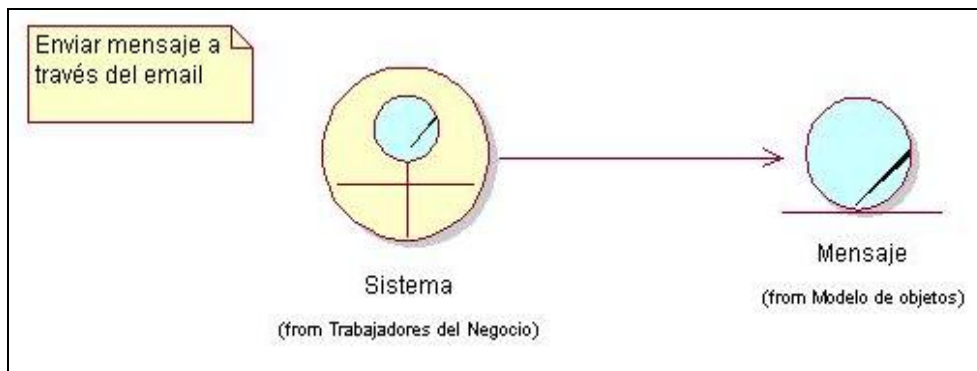 Enviar mensaje a
través del email
Sistema
(from Trabajadores del Negocio)
Mensaje
(from Modelo de objetos)